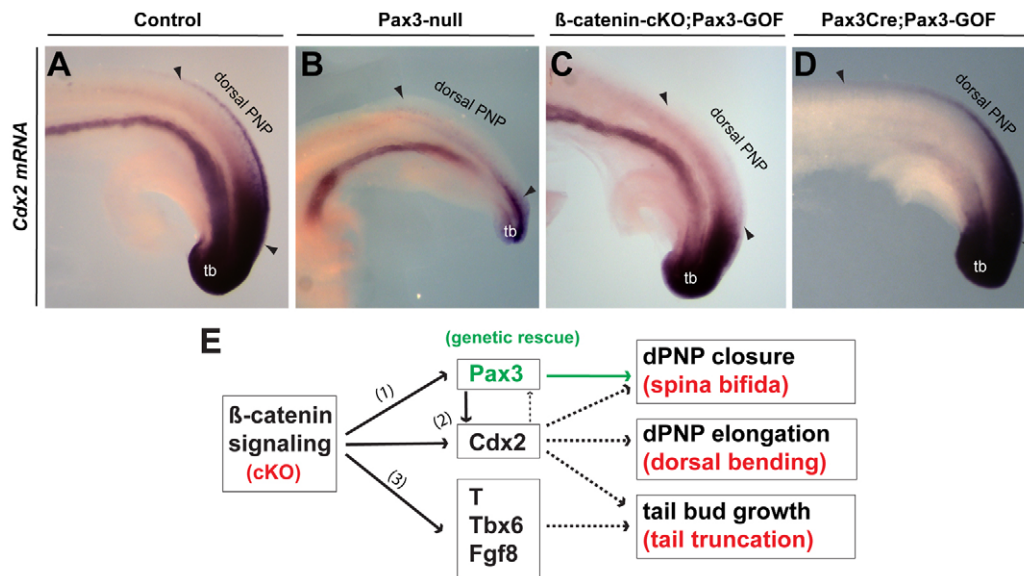 Control
Pax3-null
ß-catenin-cKO;Pax3-GOF
Pax3Cre;Pax3-GOF
Cdx2 mRNA
A
dorsal PNP
tb
B
dorsal PNP
tb
C
dorsal PNP
tb
D
dorsal PNP
tb
E
(genetic rescue)
ß-catenin
signaling
(cKO)
(1)
(2)
(3)
Pax3
Cdx2
T
Tbx6
Fgf8
dPNP closure
(spina bifida)
dPNP elongation
(dorsal bending)
tail bud growth
(tail truncation)